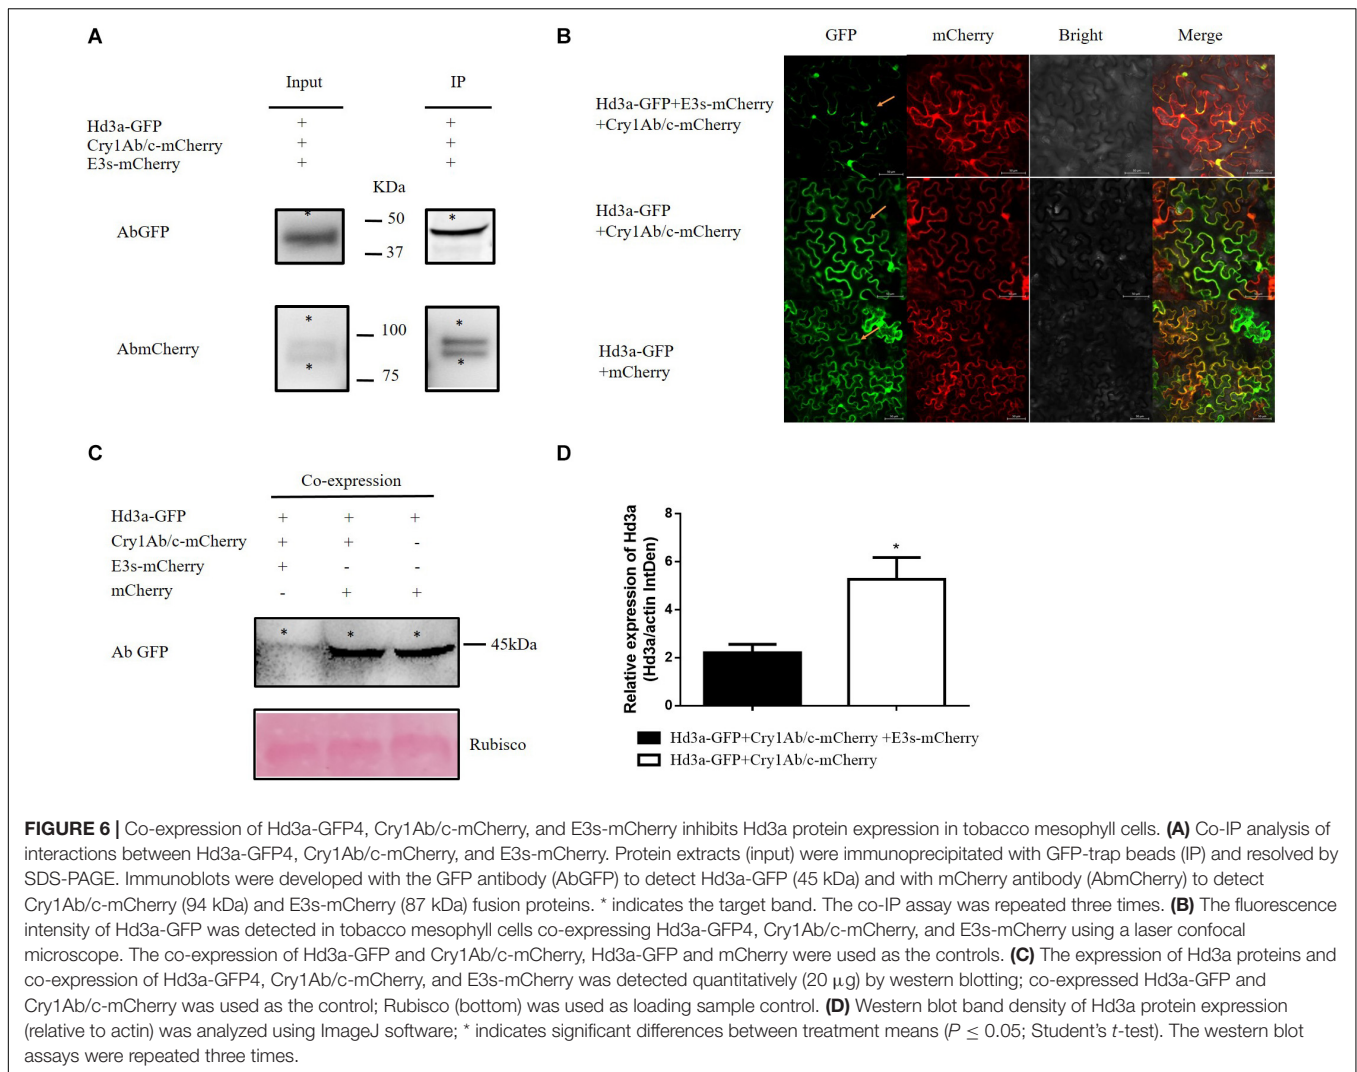 A
Input IP
Hd3a-GFP + +
Cry1Ab/c-mCherry + +
E3s-mCherry + +
KDa
AbGFP * 50 *
37
AbmCherry * 100 *
* 75 *
B
GFP mCherry Bright Merge
Hd3a-GFP+E3s-mCherry
+Cry1Ab/c-mCherry
Hd3a-GFP
+Cry1Ab/c-mCherry
Hd3a-GFP
+mCherry
C
Co-expression
Hd3a-GFP + + +
Cry1Ab/c-mCherry + + -
E3s-mCherry + - -
mCherry - + +
Ab GFP * * * 45kDa
Rubisco
D
Relative expression of Hd3a
(Hd3a/actin IntDen)
8
6
4
2
0
*
Hd3a-GFP+Cry1Ab/c-mCherry +E3s-mCherry
Hd3a-GFP+Cry1Ab/c-mCherry
FIGURE 6 | Co-expression of Hd3a-GFP4, Cry1Ab/c-mCherry, and E3s-mCherry inhibits Hd3a protein expression in tobacco mesophyll cells. (A) Co-IP analysis of
interactions between Hd3a-GFP4, Cry1Ab/c-mCherry, and E3s-mCherry. Protein extracts (input) were immunoprecipitated with GFP-trap beads (IP) and resolved by
SDS-PAGE. Immunoblots were developed with the GFP antibody (AbGFP) to detect Hd3a-GFP (45 kDa) and with mCherry antibody (AbmCherry) to detect
Cry1Ab/c-mCherry (94 kDa) and E3s-mCherry (87 kDa) fusion proteins. * indicates the target band. The co-IP assay was repeated three times. (B) The fluorescence
intensity of Hd3a-GFP was detected in tobacco mesophyll cells co-expressing Hd3a-GFP4, Cry1Ab/c-mCherry, and E3s-mCherry using a laser confocal
microscope. The co-expression of Hd3a-GFP and Cry1Ab/c-mCherry, Hd3a-GFP and mCherry were used as the controls. (C) The expression of Hd3a proteins and
co-expression of Hd3a-GFP4, Cry1Ab/c-mCherry, and E3s-mCherry was detected quantitatively (20 μg) by western blotting; co-expressed Hd3a-GFP and
Cry1Ab/c-mCherry was used as the control; Rubisco (bottom) was used as loading sample control. (D) Western blot band density of Hd3a protein expression
(relative to actin) was analyzed using ImageJ software; * indicates significant differences between treatment means (P ≤ 0.05; Student's t-test). The western blot
assays were repeated three times.